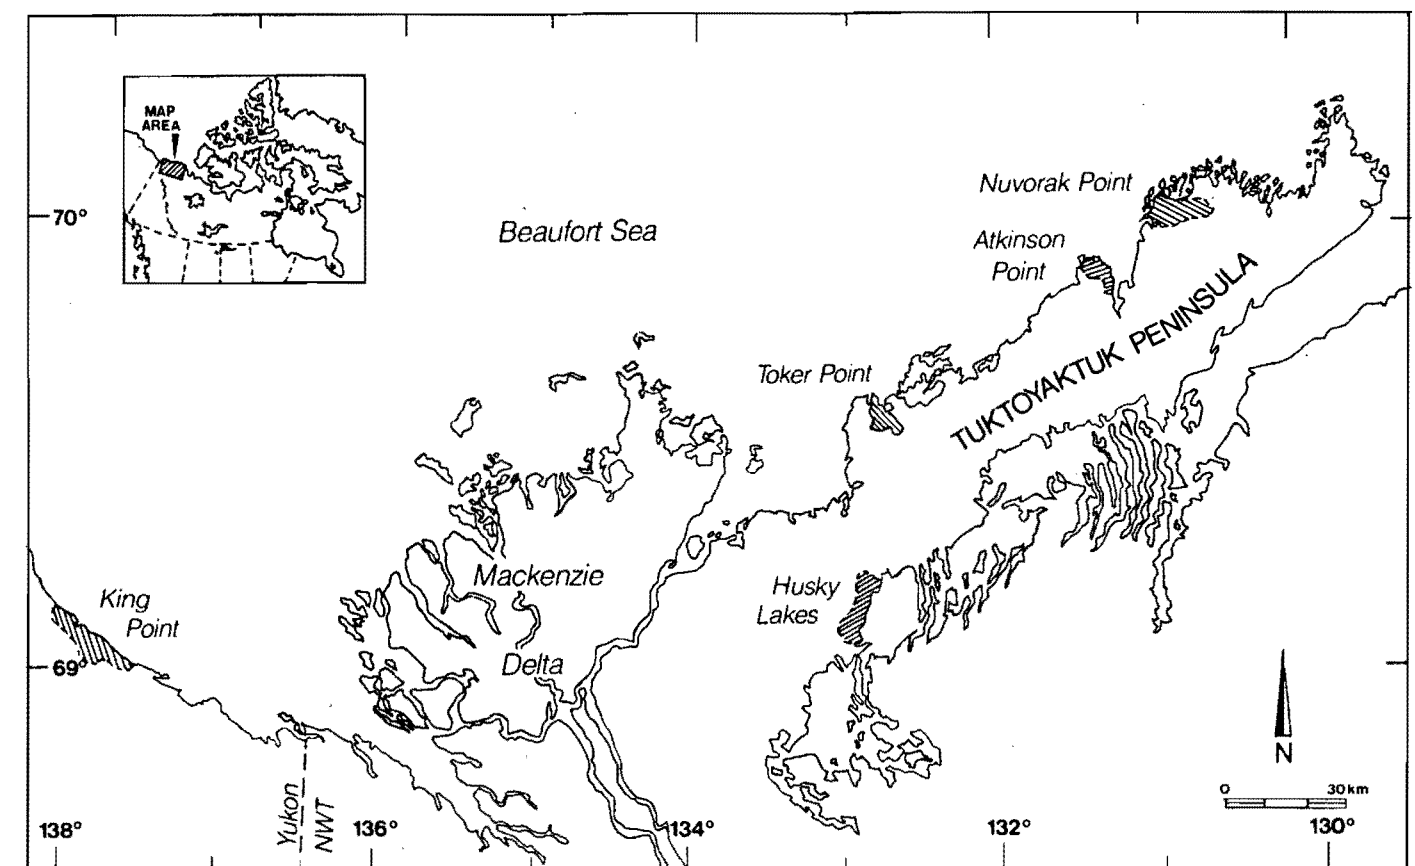 MAP
AREA
Nuvorak Point
70°
Beaufort Sea
Atkinson
Point
TUKTOYAKTUK PENINSULA
Toker Point
Mackenzie
Husky
Lakes
King
Point
69°
Delta
N
0 30 km
Yukon
NWT
138° 136° 134° 132° 130°